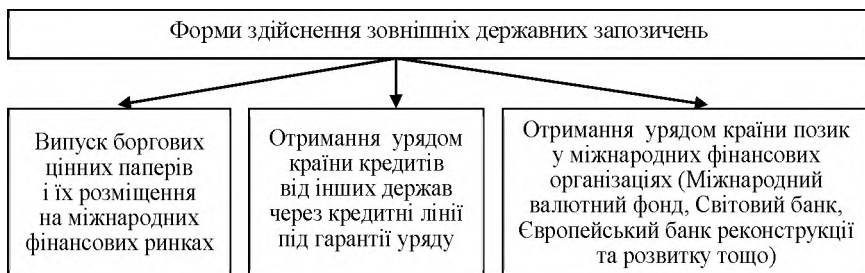 Форми здійснення зовнішніх державних запозичень
Випуск боргових
цінних паперів
і їх розміщення
на міжнародних
фінансових ринках
Отримання урядом
країни кредитів
від інших держав
через кредитні лінії
під гарантії уряду
Отримання урядом країни позик
у міжнародних фінансових
організаціях (Міжнародний
валютний фонд, Світовий банк,
Європейський банк реконструкції
та розвитку тощо)